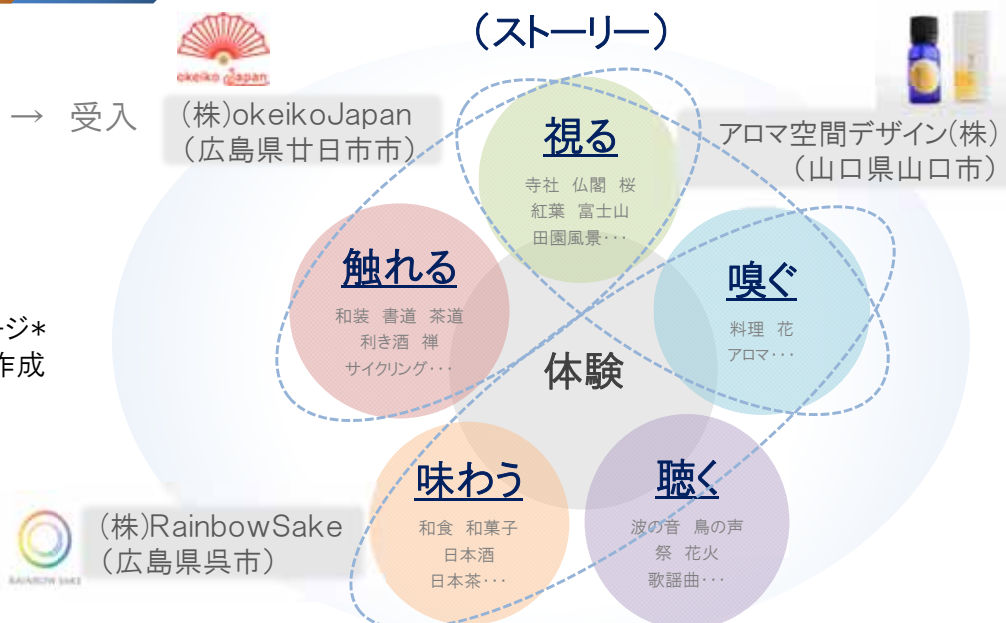 (ストーリー)
okeiko Japan
→ 受入
(株)okeikoJapan
(広島県廿日市市)
アロマ空間デザイン(株)
(山口県山口市)
視る
寺社 仏閣 桜
紅葉 富士山
田園風景･･･
触れる
和装 書道 茶道
利き酒 禅
サイクリング･･･
嗅ぐ
料理 花
アロマ･･･
ージ*
作成
体験
味わう
和食 和菓子
日本酒
日本茶･･･
聴く
波の音 鳥の声
祭 花火
歌謡曲･･･
(株)RainbowSake
(広島県呉市)
RAINBOW SAKE